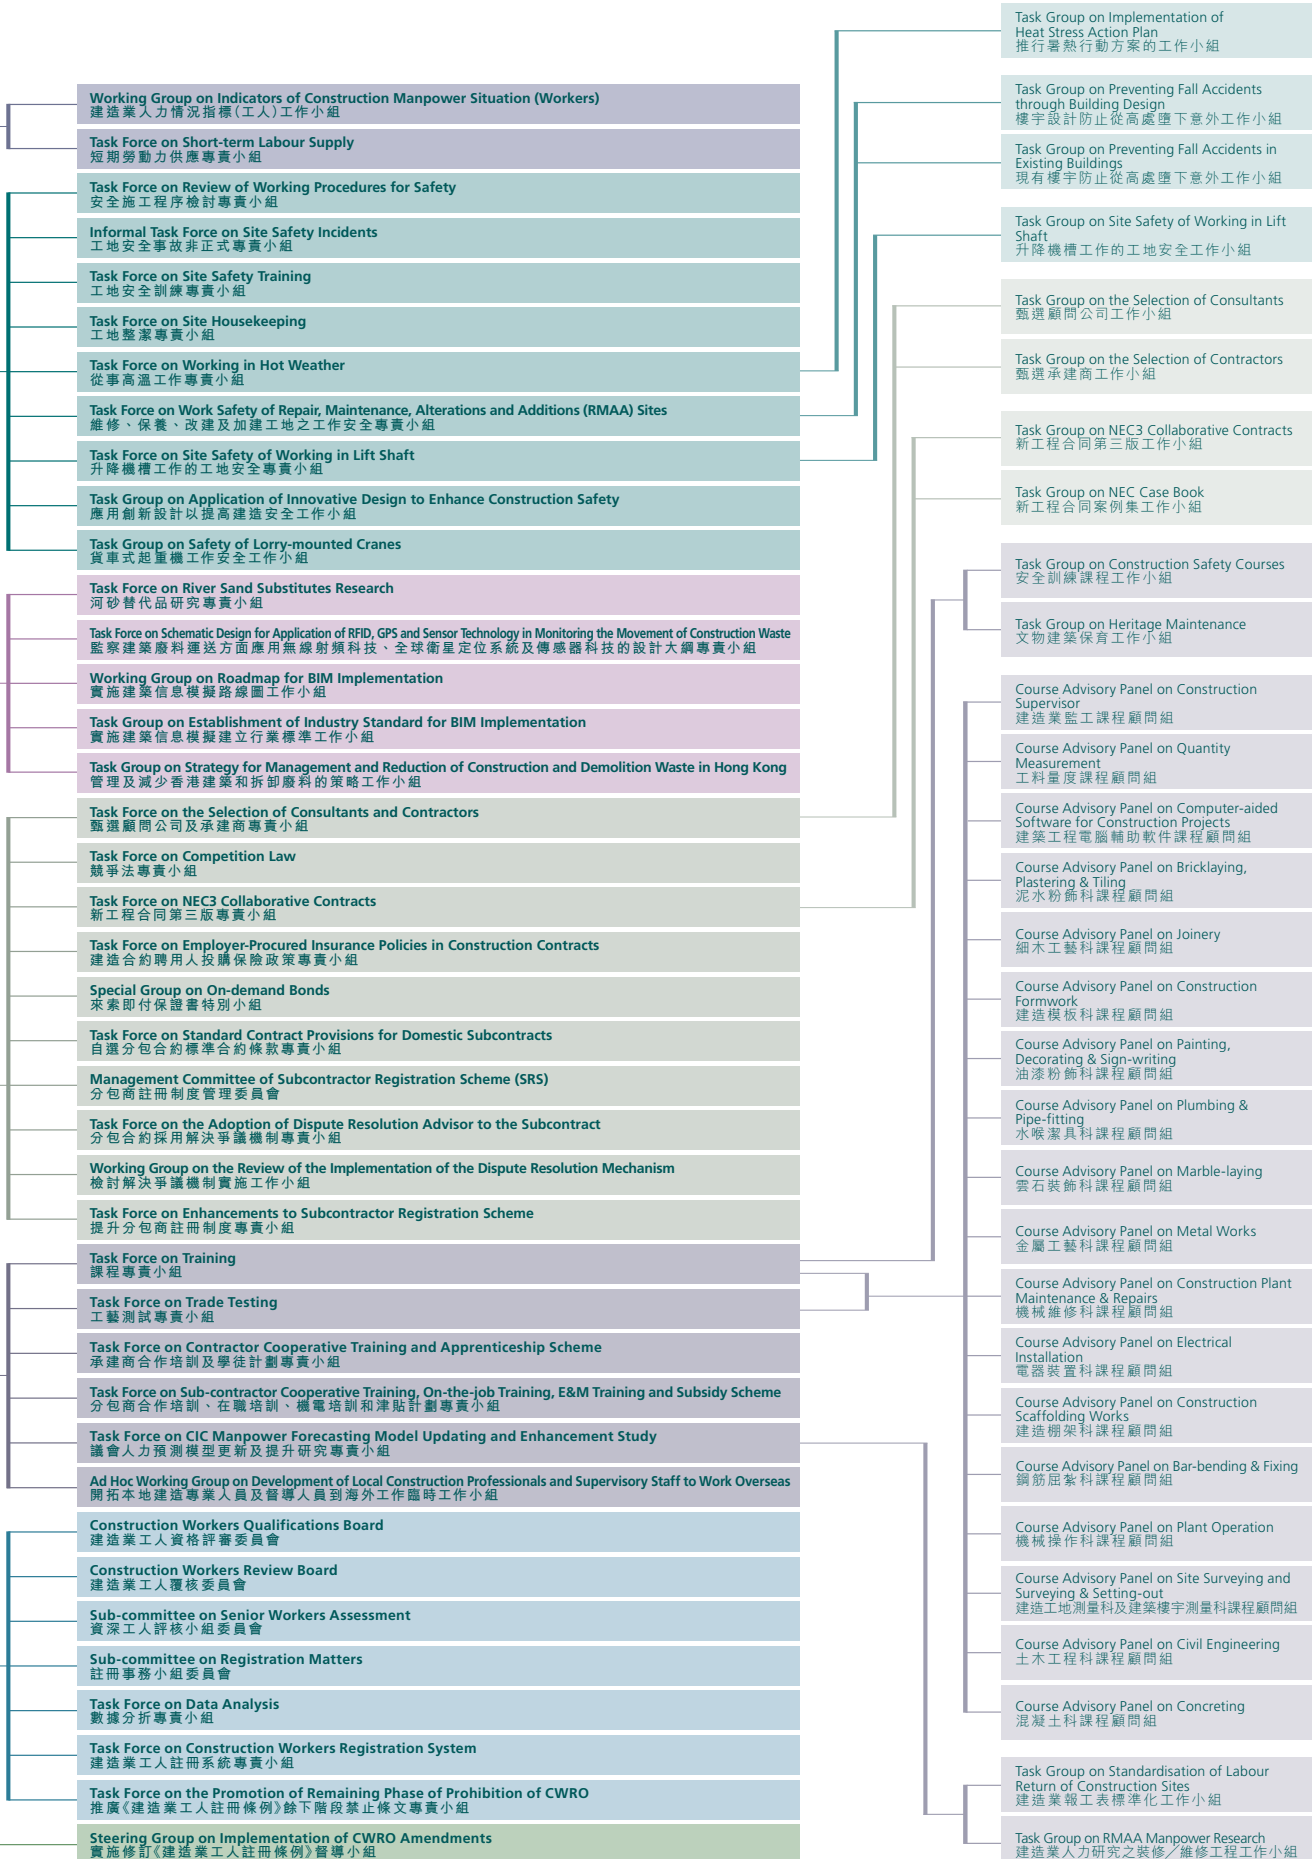 Working Group on Indicators of Construction Manpower Situation (Workers)
建造業人力情況指標（工人）工作小組
Task Force on Short-term Labour Supply
短期勞動力供應專責小組
Task Force on Review of Working Procedures for Safety
安全施工程序檢討專責小組
Informal Task Force on Site Safety Incidents
工地安全事故非正式專責小組
Task Force on Site Safety Training
工地安全訓練專責小組
Task Force on Site Housekeeping
工地整潔專責小組
Task Force on Working in Hot Weather
從事高溫工作專責小組
Task Force on Work Safety of Repair, Maintenance, Alterations and Additions (RMAA) Sites
維修、保養、改建及加建工地之工作安全專責小組
Task Force on Site Safety of Working in Lift Shaft
升降機槽工作的工地安全專責小組
Task Group on Application of Innovative Design to Enhance Construction Safety
應用創新設計以提高建造安全工作小組
Task Group on Safety of Lorry-mounted Cranes
貨車式起重機工作安全工作小組
Task Force on River Sand Substitutes Research
河砂替代品研究專責小組
Task Force on Schematic Design for Application of RFID, GPS and Sensor Technology in Monitoring the Movement of Construction Waste
監察建築廢料運送方面應用無線射頻科技、全球衛星定位系統及傳感器科技的設計大綱專責小組
Working Group on Roadmap for BIM Implementation
實施建築信息模擬路線圖工作小組
Task Group on Establishment of Industry Standard for BIM Implementation
實施建築信息模擬建立行業標準工作小組
Task Group on Strategy for Management and Reduction of Construction and Demolition Waste in Hong Kong
管理及減少香港建築和拆卸廢料的策略工作小組
Task Force on the Selection of Consultants and Contractors
甄選顧問公司及承建商專責小組
Task Force on Competition Law
競爭法專責小組
Task Force on NEC3 Collaborative Contracts
新工程合同第三版專責小組
Task Force on Employer-Procured Insurance Policies in Construction Contracts
建造合約聘用人投購保險政策專責小組
Special Group on On-demand Bonds
來索即付保證書特別小組
Task Force on Standard Contract Provisions for Domestic Subcontracts
自選分包合約標準合約條款專責小組
Management Committee of Subcontractor Registration Scheme (SRS)
分包商註冊制度管理委員會
Task Force on the Adoption of Dispute Resolution Advisor to the Subcontract
分包合約採用解決爭議機制專責小組
Working Group on the Review of the Implementation of the Dispute Resolution Mechanism
檢討解決爭議機制實施工作小組
Task Force on Enhancements to Subcontractor Registration Scheme
提升分包商註冊制度專責小組
Task Force on Training
課程專責小組
Task Force on Trade Testing
工藝測試專責小組
Task Force on Contractor Cooperative Training and Apprenticeship Scheme
承建商合作培訓及學徒計劃專責小組
Task Force on Sub-contractor Cooperative Training, On-the-job Training, E&M Training and Subsidy Scheme
分包商合作培訓、在職培訓、機電培訓和津貼計劃專責小組
Task Force on CIC Manpower Forecasting Model Updating and Enhancement Study
議會人力預測模型更新及提升研究專責小組
Ad Hoc Working Group on Development of Local Construction Professionals and Supervisory Staff to Work Overseas
開拓本地建造專業人員及督導人員到海外工作臨時工作小組
Construction Workers Qualifications Board
建造業工人資格評審委員會
Construction Workers Review Board
建造業工人覆核委員會
Sub-committee on Senior Workers Assessment
資深工人評核小組委員會
Sub-committee on Registration Matters
註冊事務小組委員會
Task Force on Data Analysis
數據分折專責小組
Task Force on Construction Workers Registration System
建造業工人註冊系統專責小組
Task Force on the Promotion of Remaining Phase of Prohibition of CWRO
推廣《建造業工人註冊條例》餘下階段禁止條文專責小組
Steering Group on Implementation of CWRO Amendments
實施修訂《建造業工人註冊條例》督導小組
Task Group on Implementation of
Heat Stress Action Plan
推行暑熱行動方案的工作小組
Task Group on Preventing Fall Accidents
through Building Design
樓宇設計防止從高處墮下意外工作小組
Task Group on Preventing Fall Accidents in
Existing Buildings
現有樓宇防止從高處墮下意外工作小組
Task Group on Site Safety of Working in Lift
Shaft
升降機槽工作的工地安全工作小組
Task Group on the Selection of Consultants
甄選顧問公司工作小組
Task Group on the Selection of Contractors
甄選承建商工作小組
Task Group on NEC3 Collaborative Contracts
新工程合同第三版工作小組
Task Group on NEC Case Book
新工程合同案例集工作小組
Task Group on Construction Safety Courses
安全訓練課程工作小組
Task Group on Heritage Maintenance
文物建築保育工作小組
Course Advisory Panel on Construction
Supervisor
建造業監工課程顧問組
Course Advisory Panel on Quantity
Measurement
工料量度課程顧問組
Course Advisory Panel on Computer-aided
Software for Construction Projects
建築工程電腦輔助軟件課程顧問組
Course Advisory Panel on Bricklaying,
Plastering & Tiling
泥水粉飾科課程顧問組
Course Advisory Panel on Joinery
細木工藝科課程顧問組
Course Advisory Panel on Construction
Formwork
建造模板科課程顧問組
Course Advisory Panel on Painting,
Decorating & Sign-writing
油漆粉飾科課程顧問組
Course Advisory Panel on Plumbing &
Pipe-fitting
水喉潔具科課程顧問組
Course Advisory Panel on Marble-laying
雲石裝飾科課程顧問組
Course Advisory Panel on Metal Works
金屬工藝科課程顧問組
Course Advisory Panel on Construction Plant
Maintenance & Repairs
機械維修科課程顧問組
Course Advisory Panel on Electrical
Installation
電器裝置科課程顧問組
Course Advisory Panel on Construction
Scaffolding Works
建造棚架科課程顧問組
Course Advisory Panel on Bar-bending & Fixing
鋼筋屈紮科課程顧問組
Course Advisory Panel on Plant Operation
機械操作科課程顧問組
Course Advisory Panel on Site Surveying and
Surveying & Setting-out
建造工地測量科及建築樓宇測量科課程顧問組
Course Advisory Panel on Civil Engineering
土木工程科課程顧問組
Course Advisory Panel on Concreting
混凝土科課程顧問組
Task Group on Standardisation of Labour
Return of Construction Sites
建造業報工表標準化工作小組
Task Group on RMAA Manpower Research
建造業人力研究之裝修／維修工程工作小組